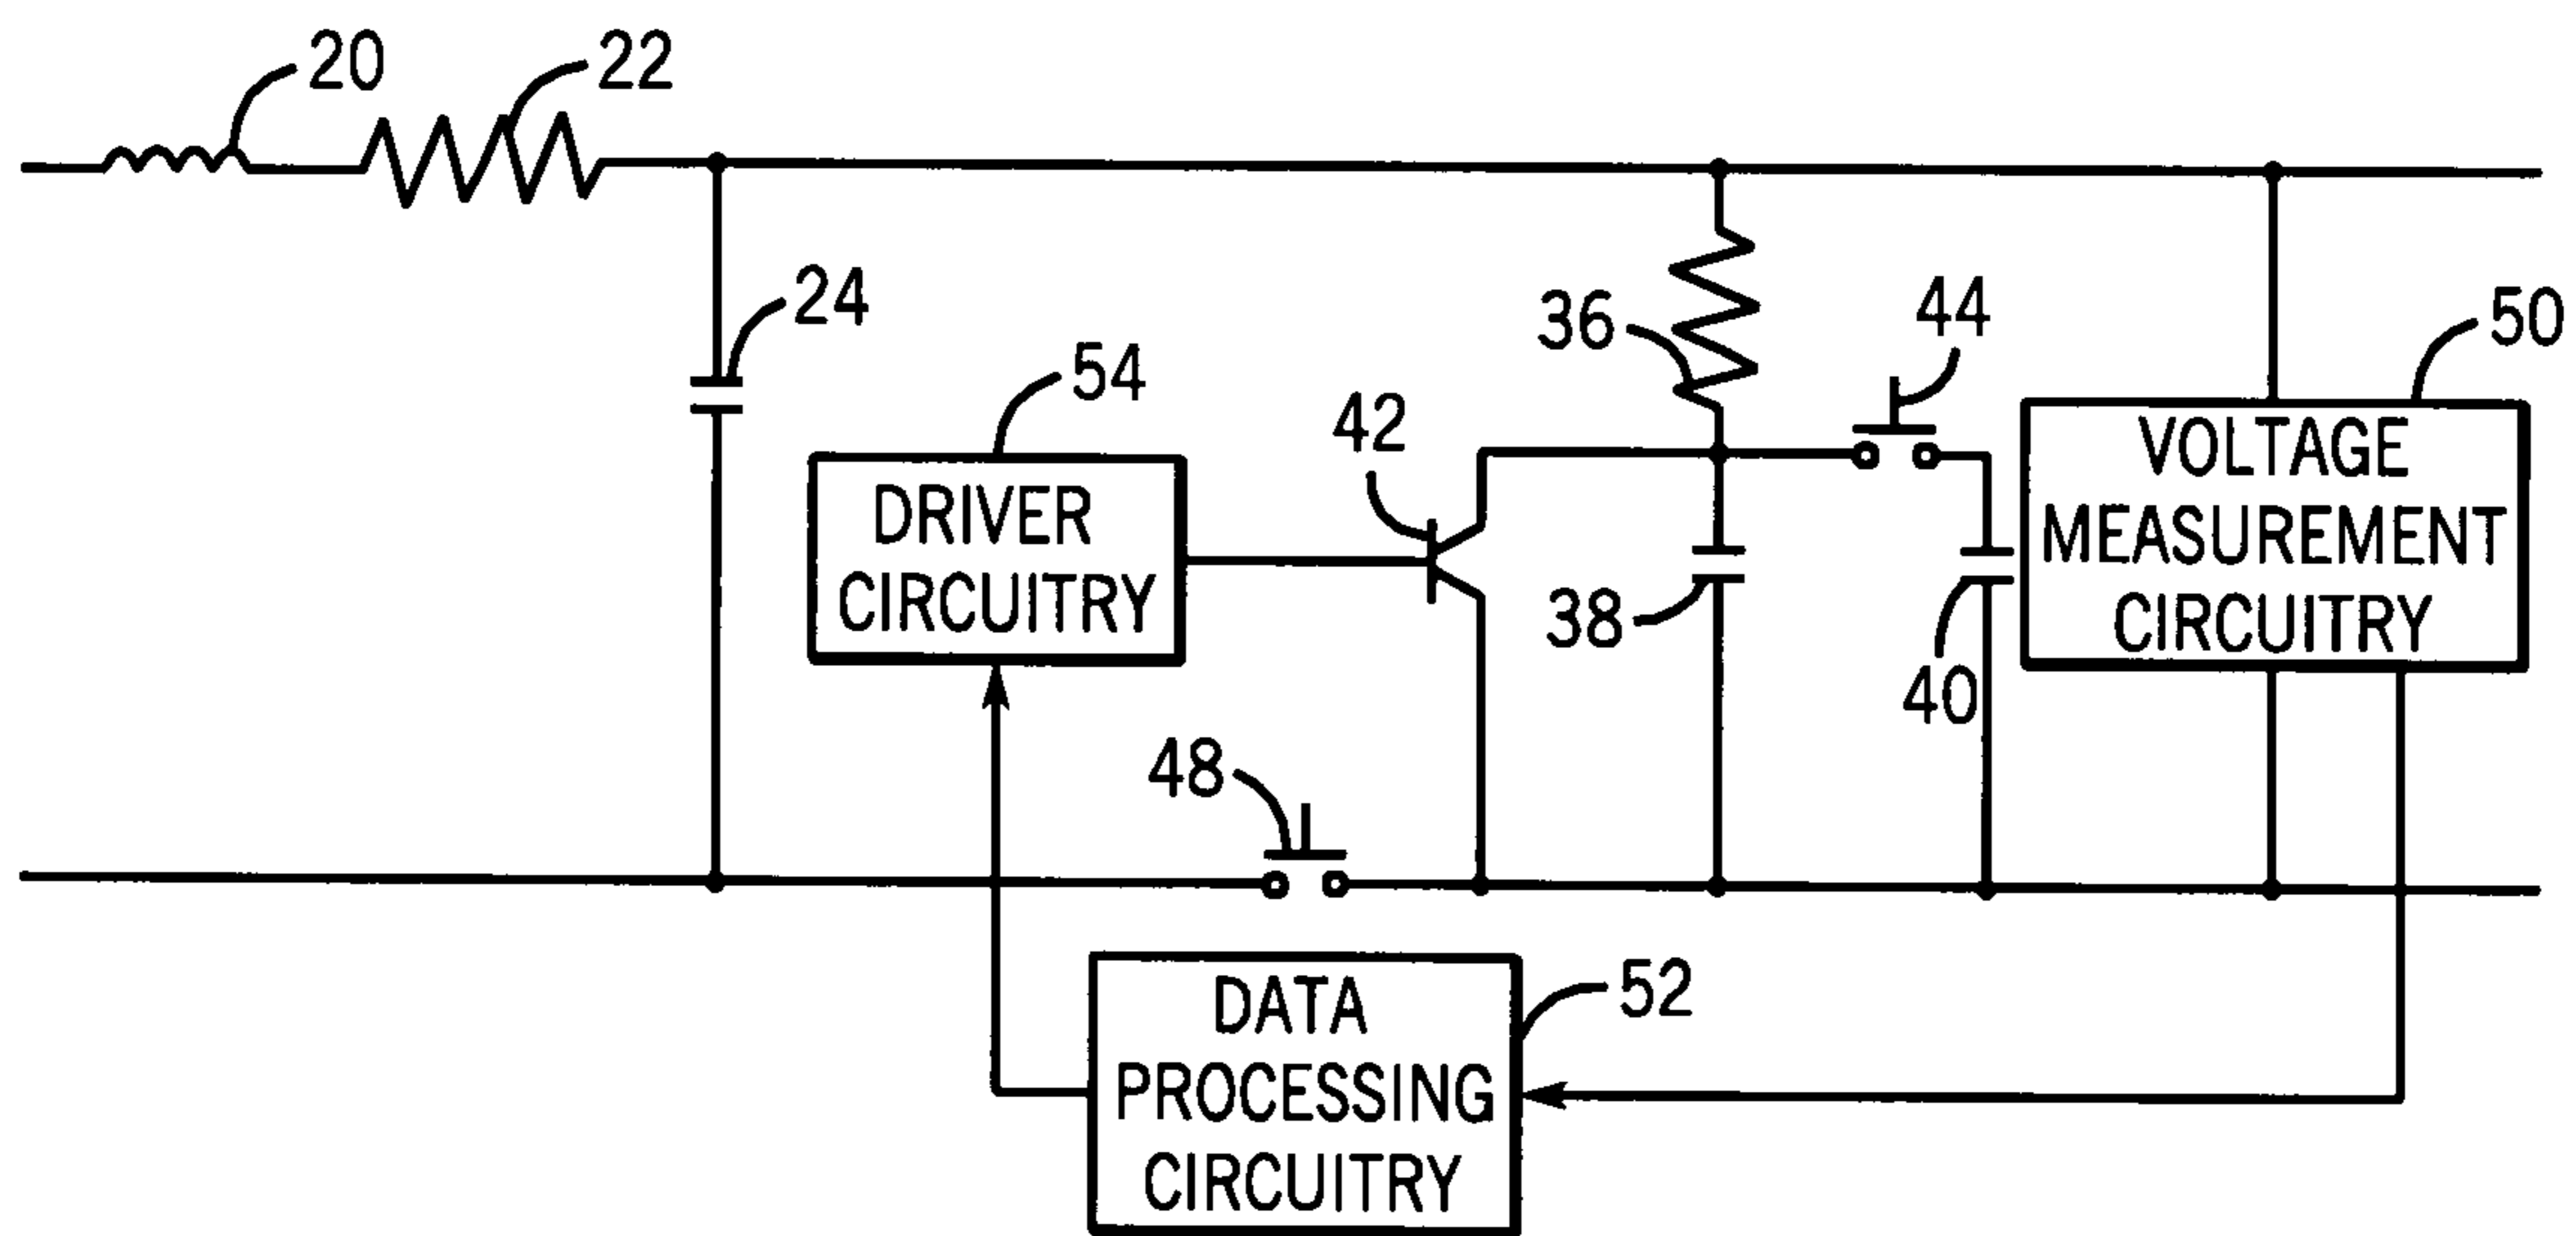 20
22
24
54
36
44
50
42
VOLTAGE
MEASUREMENT
CIRCUITRY
DRIVER
CIRCUITRY
38
40
48
52
DATA
PROCESSING
CIRCUITRY